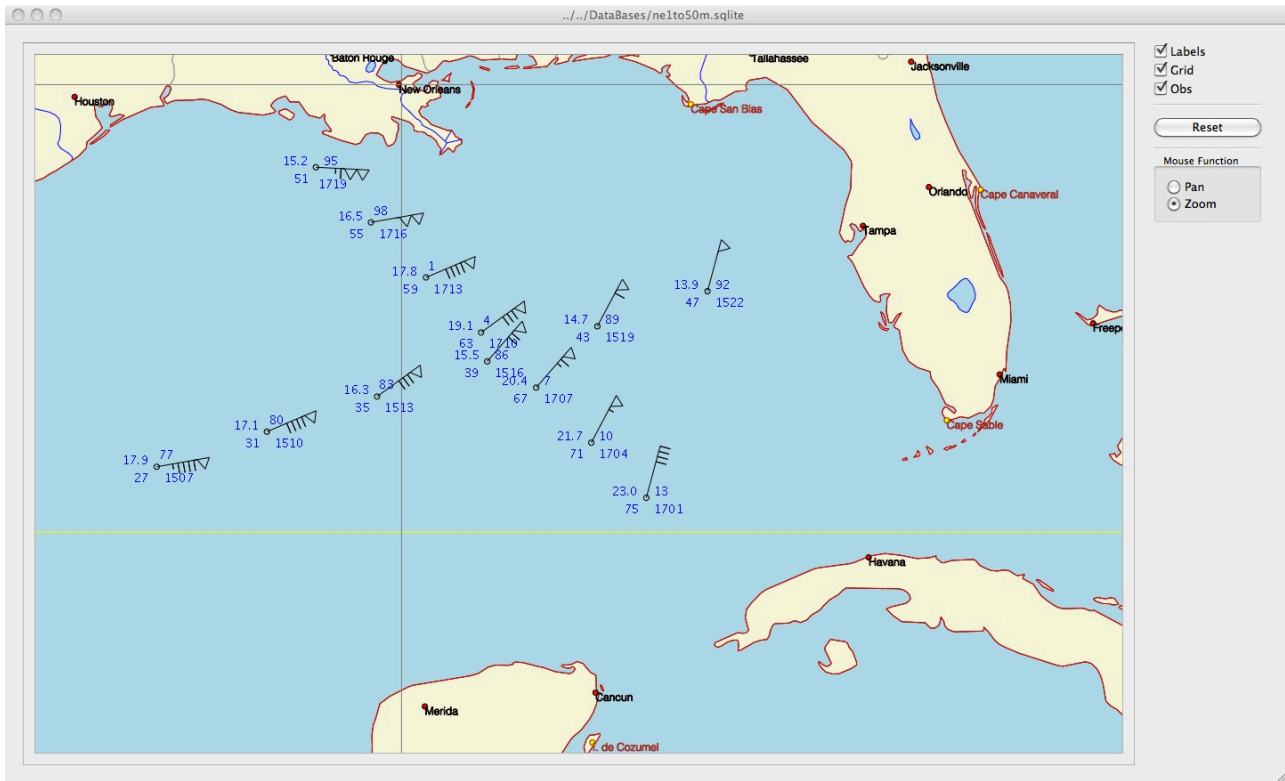 ../../DataBases/ne1to50m.sqlite
Labels
Grid
Obs
Reset
Mouse Function
Pan
Zoom
Baton Rouge
Tallahassee
Jacksonville
New Orleans
Houston
Cape San Blas
Orlando
Cape Canaveral
Tampa
Freep
Miami
Cape Sable
Havana
Cancun
Merida
I. de Cozumel
15.2 95
51 1719
16.5 98
55 1716
17.8 1
59 1713
19.1 4
63 1710
15.5 86
39 1516
14.7 89
43 1519
13.9 92
47 1522
20.4 7
67 1707
16.3 83
35 1513
17.1 80
31 1510
17.9 77
27 1507
21.7 10
71 1704
23.0 13
75 1701